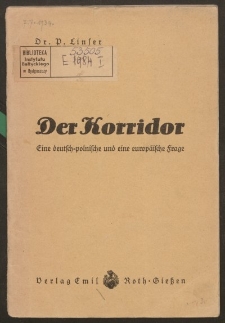 Dr. P. Linser
BIBLIOTEKA
Instytutu
Bałtyckiego
w Bydgoszczy
Der Korridor
Eine deutsch-polnische und eine europäische Frage
Verlag Emil Roth-Gießen